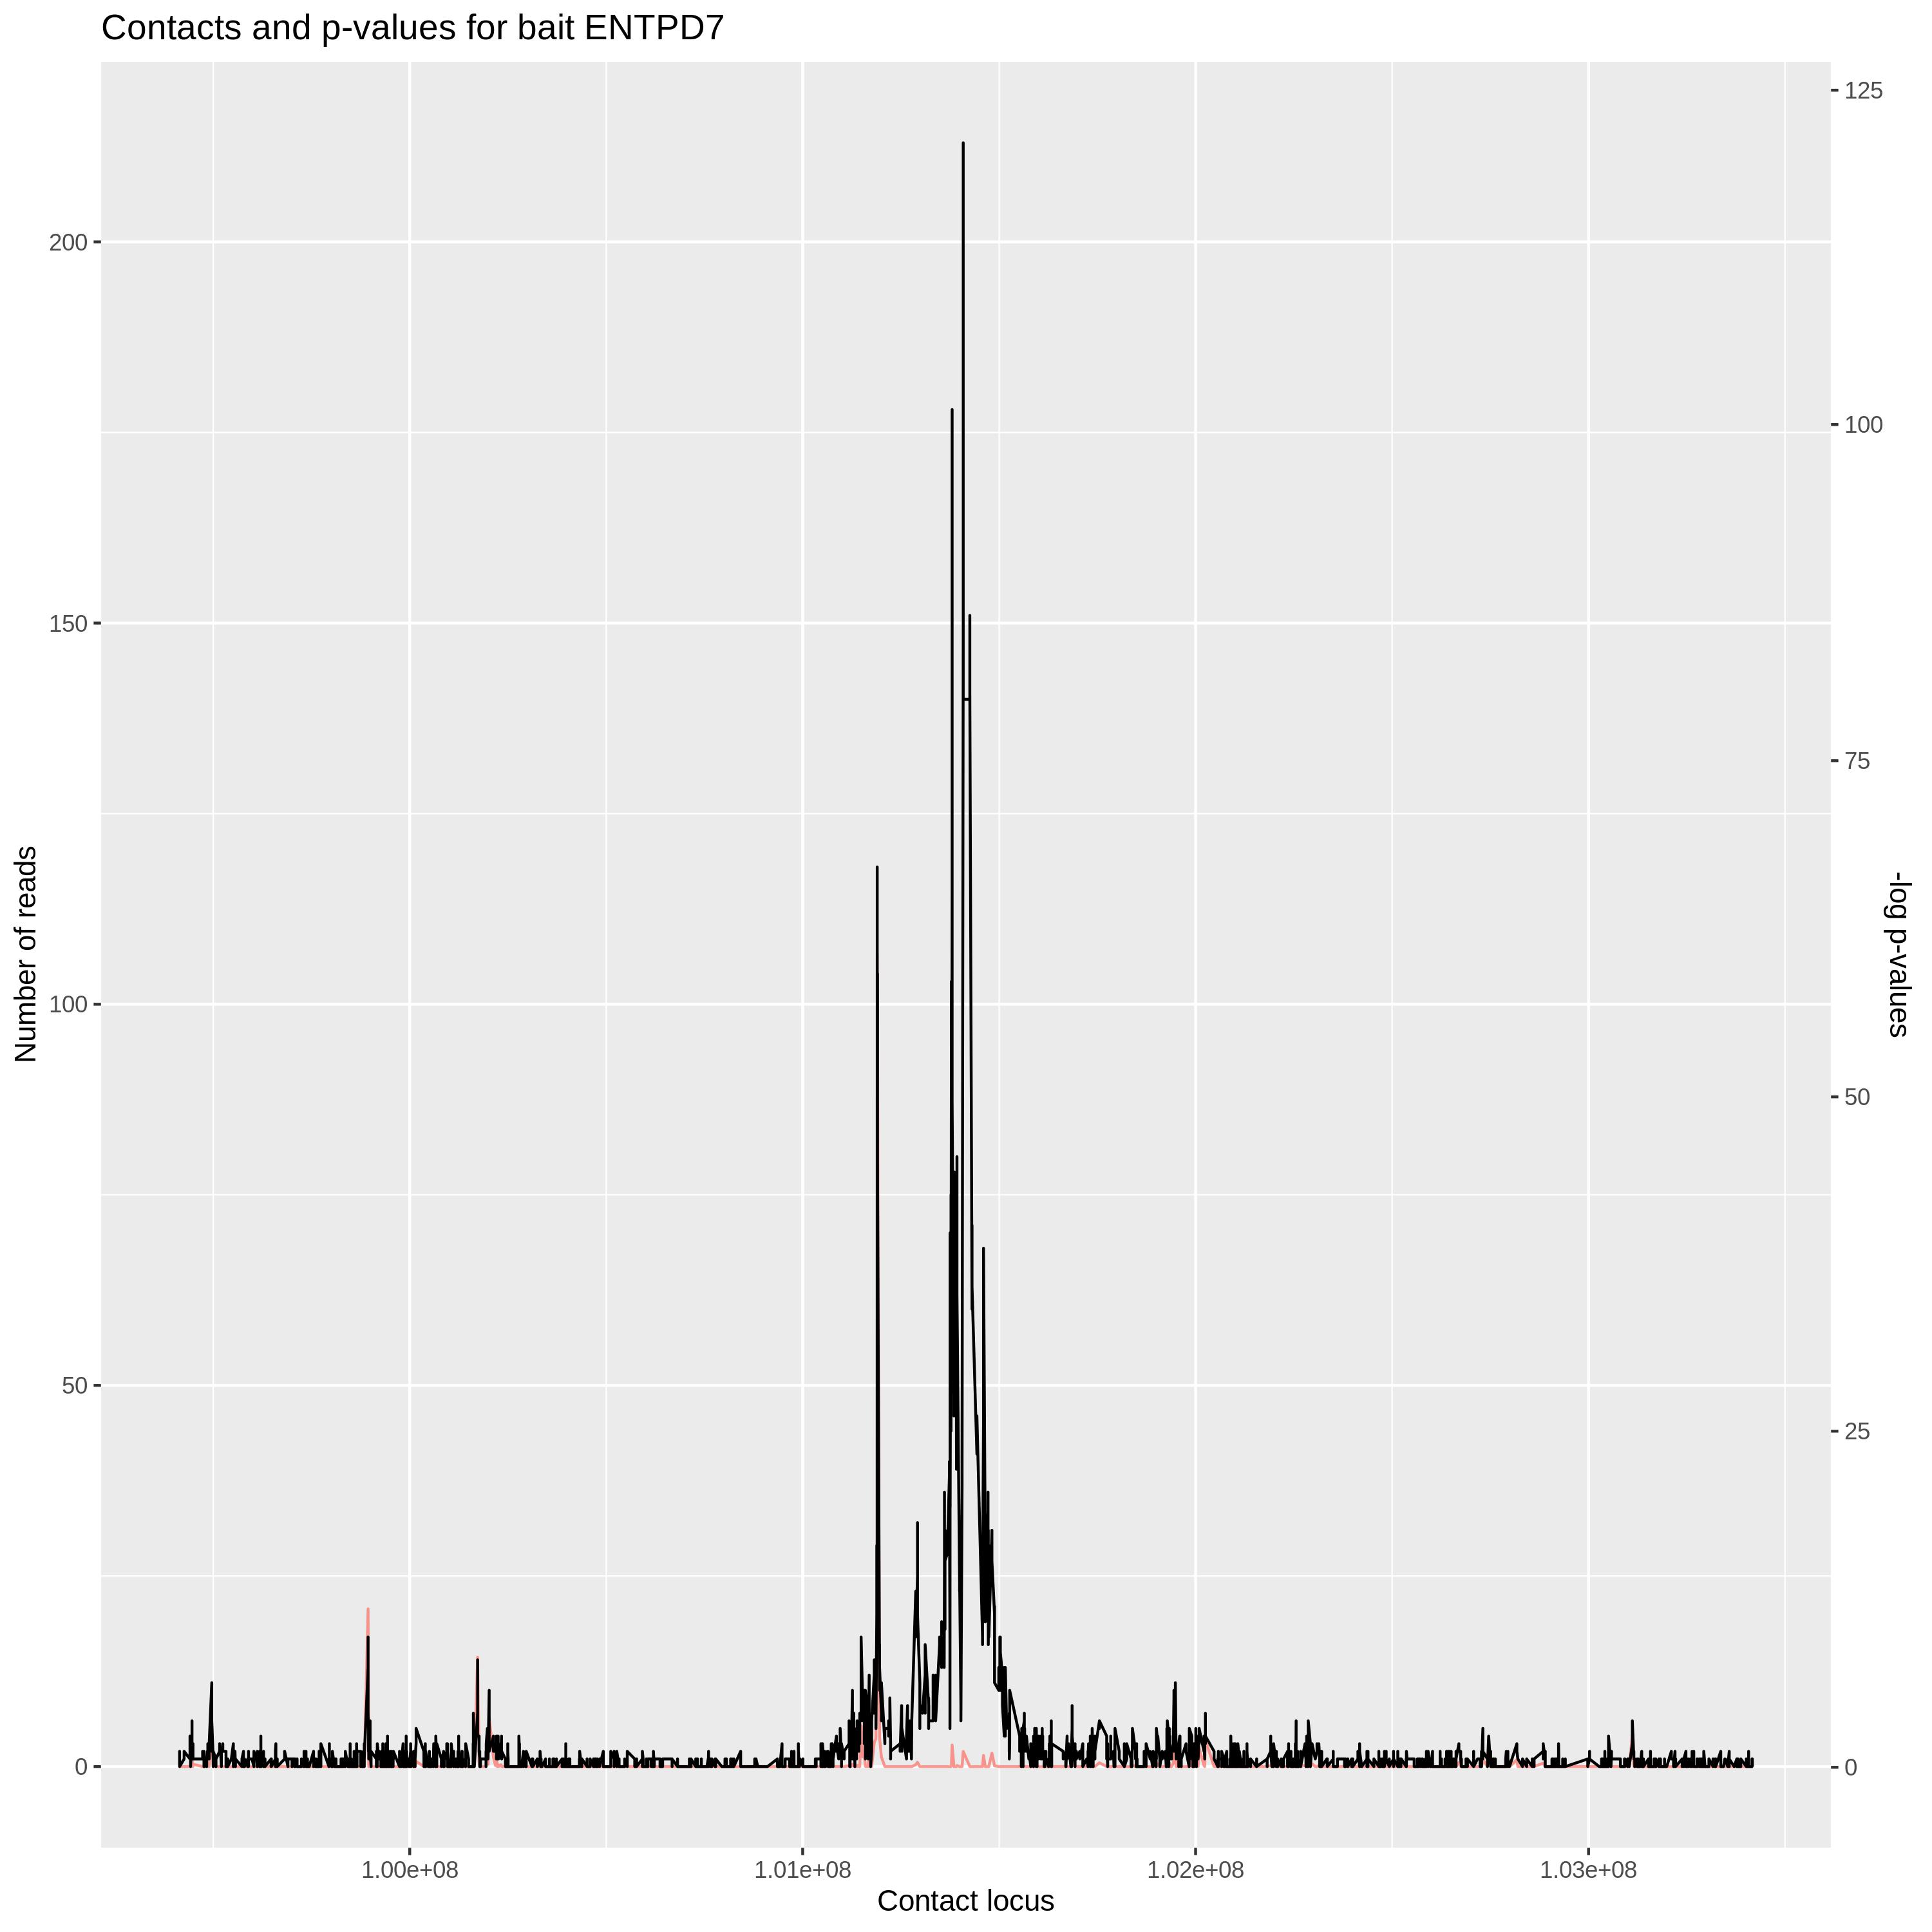 Contacts and p-values for bait ENTPD7
Number of reads
200
150
100
50
0
125
100
75
50
25
0
-log p-values
1.00e+08 1.01e+08 1.02e+08 1.03e+08
Contact locus